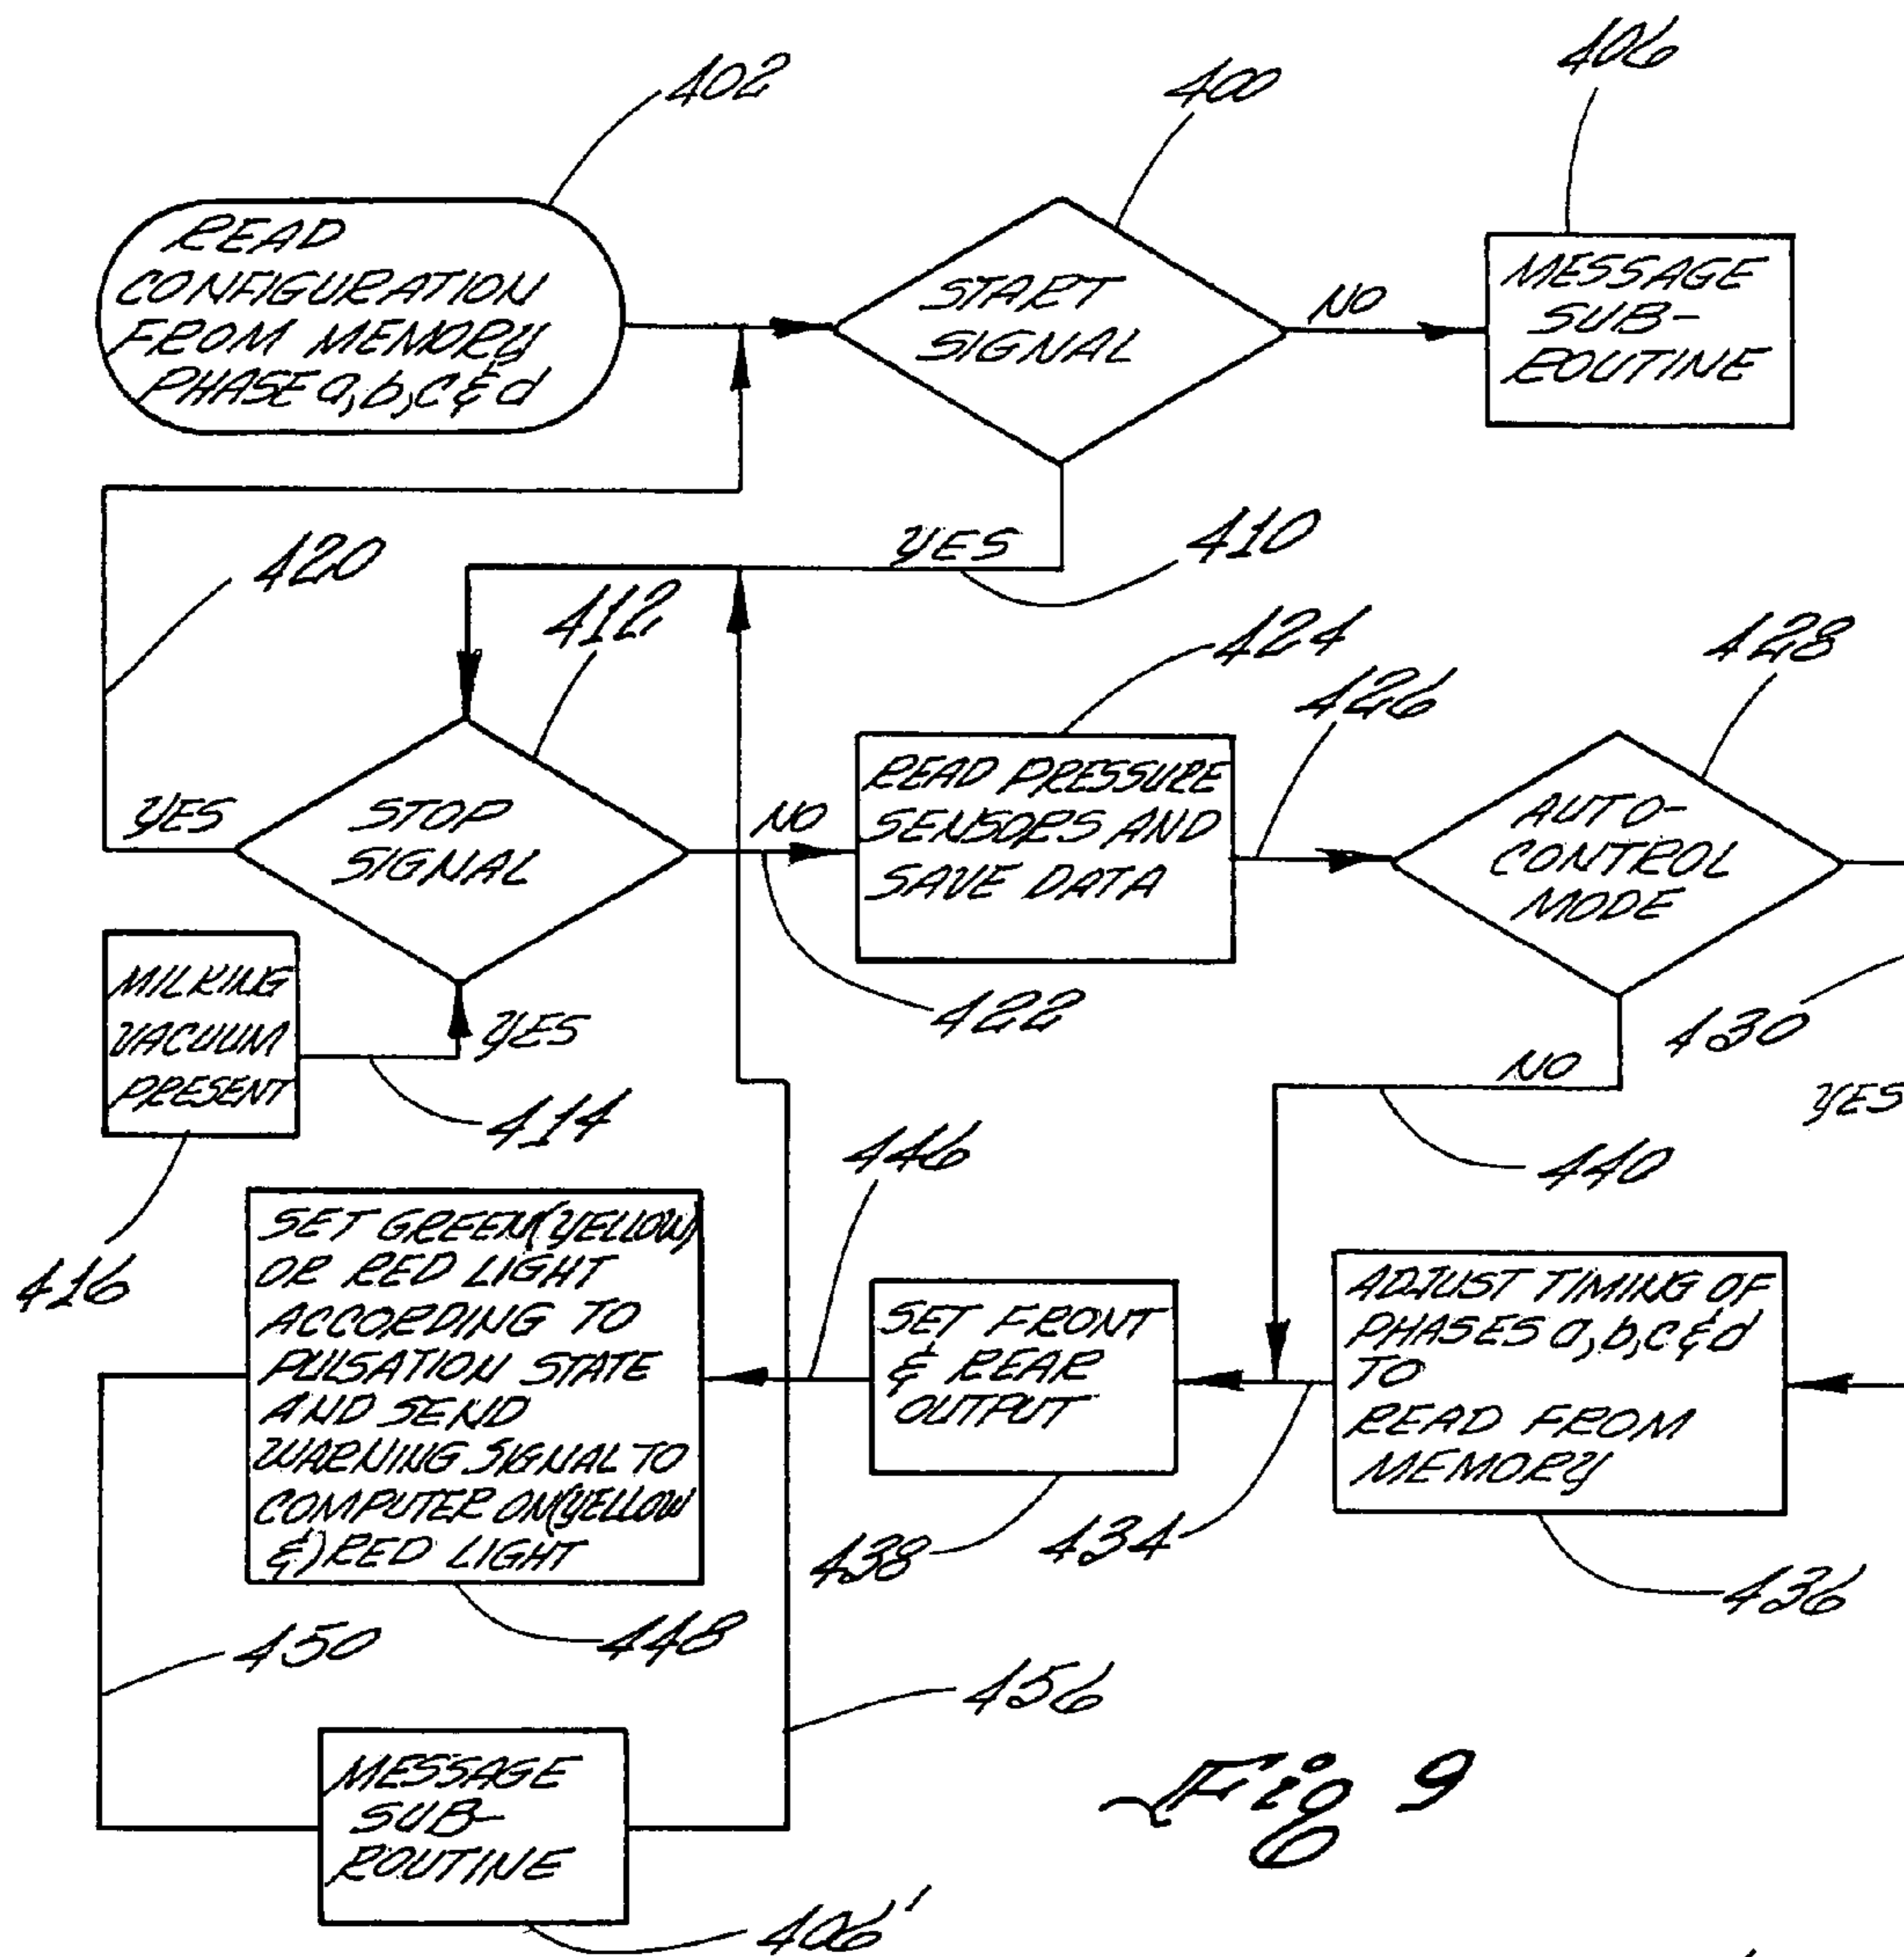 402
400
406
READ
CONFIGURATION
FROM MEMORY
PHASE a,b,c & d
START
SIGNAL
NO
MESSAGE
SUB-
ROUTINE
420
YES
410
412
424
426
428
YES
STOP
SIGNAL
NO
READ PRESSURE
SENSORS AND
SAVE DATA
AUTO-
CONTROL
MODE
422
430
MILKING
VACUUM
PRESENT
YES
414
NO
YES
440
446
416
SET GREEN (YELLOW)
OR RED LIGHT
ACCORDING TO
PULSATION STATE
AND SEND
WARNING SIGNAL TO
COMPUTER ON (YELLOW
&) RED LIGHT
SET FRONT
& REAR
OUTPUT
ADJUST TIMING OF
PHASES a,b,c & d
TO
READ FROM
MEMORY
438
434
436
450
448
456
MESSAGE
SUB-
ROUTINE
406'
Fig 9